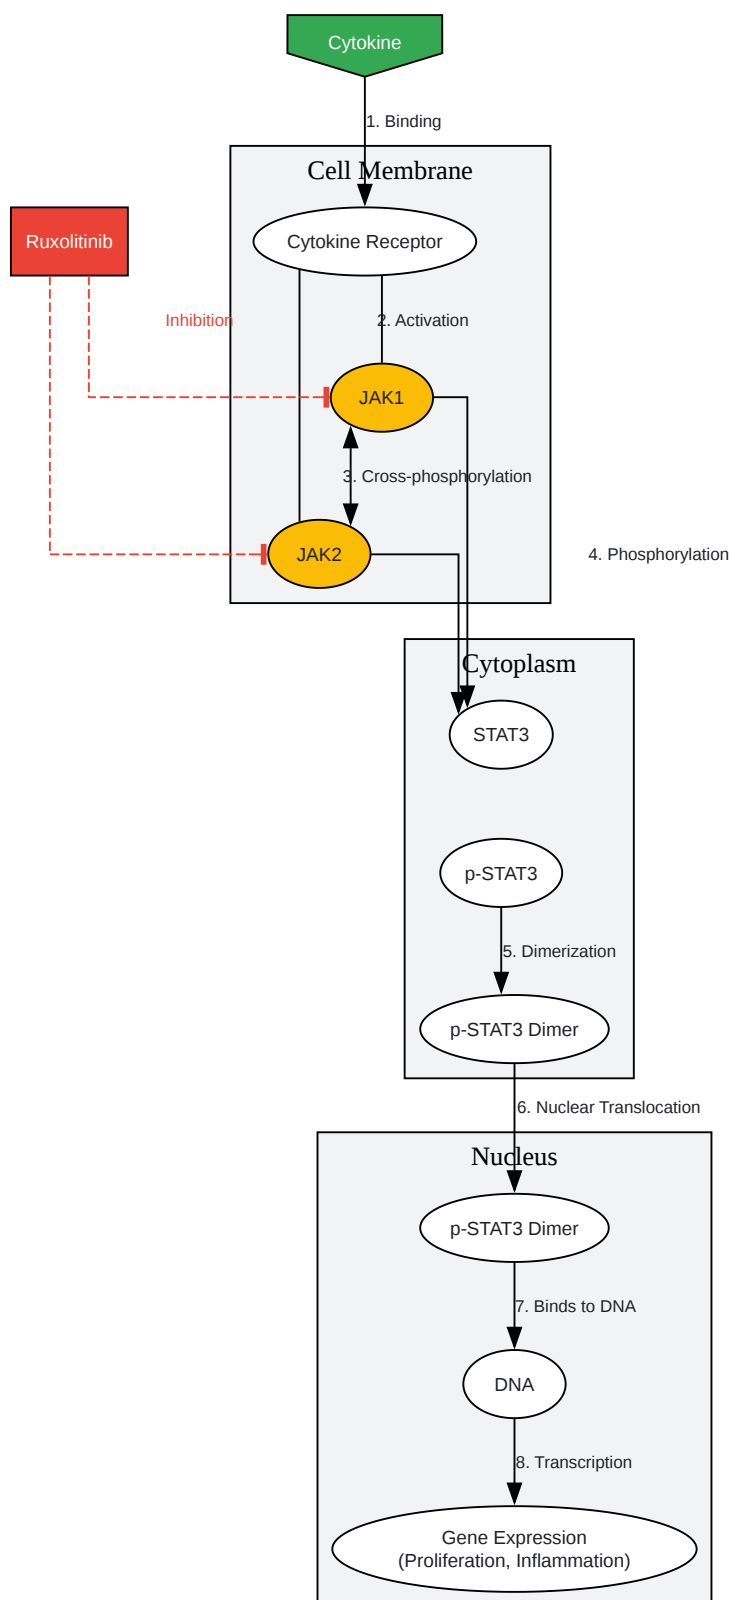 Cytokine
1. Binding
Cell Membrane
Ruxolitinib
Cytokine Receptor
Inhibition
2. Activation
JAK1
3. Cross-phosphorylation
JAK2
4. Phosphorylation
Cytoplasm
STAT3
p-STAT3
5. Dimerization
p-STAT3 Dimer
6. Nuclear Translocation
Nucleus
p-STAT3 Dimer
7. Binds to DNA
DNA
8. Transcription
Gene Expression
(Proliferation, Inflammation)